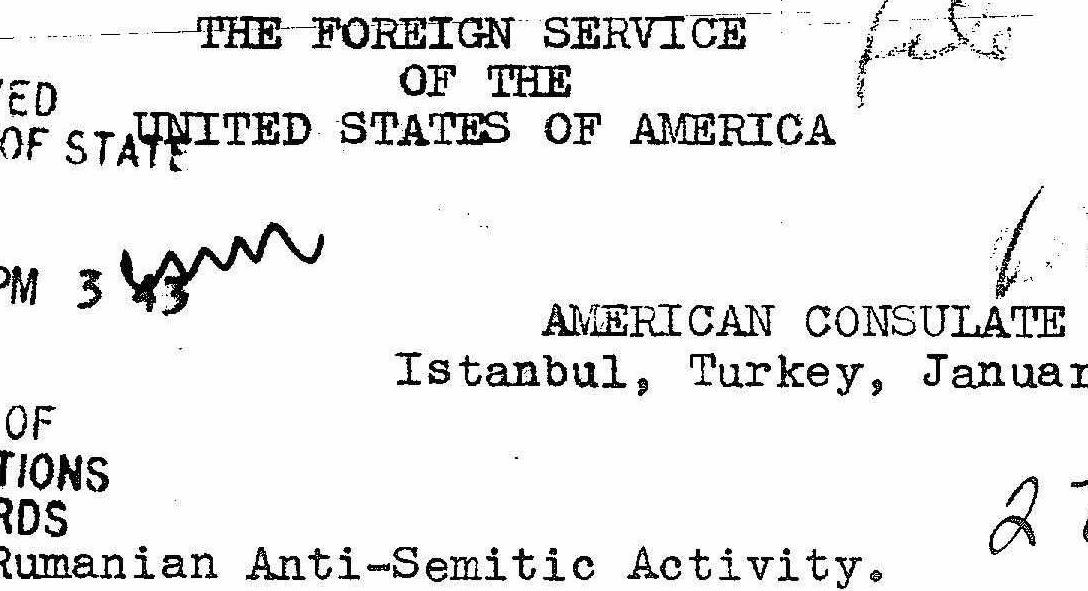 THE FOREIGN SERVICE
OF THE
ED
UNITED STATES OF AMERICA
OF STATE
PM 3 43
AMERICAN CONSULATE
Istanbul, Turkey, Januar
OF
TIONS
RDS
2
Rumanian Anti-Semitic Activity.